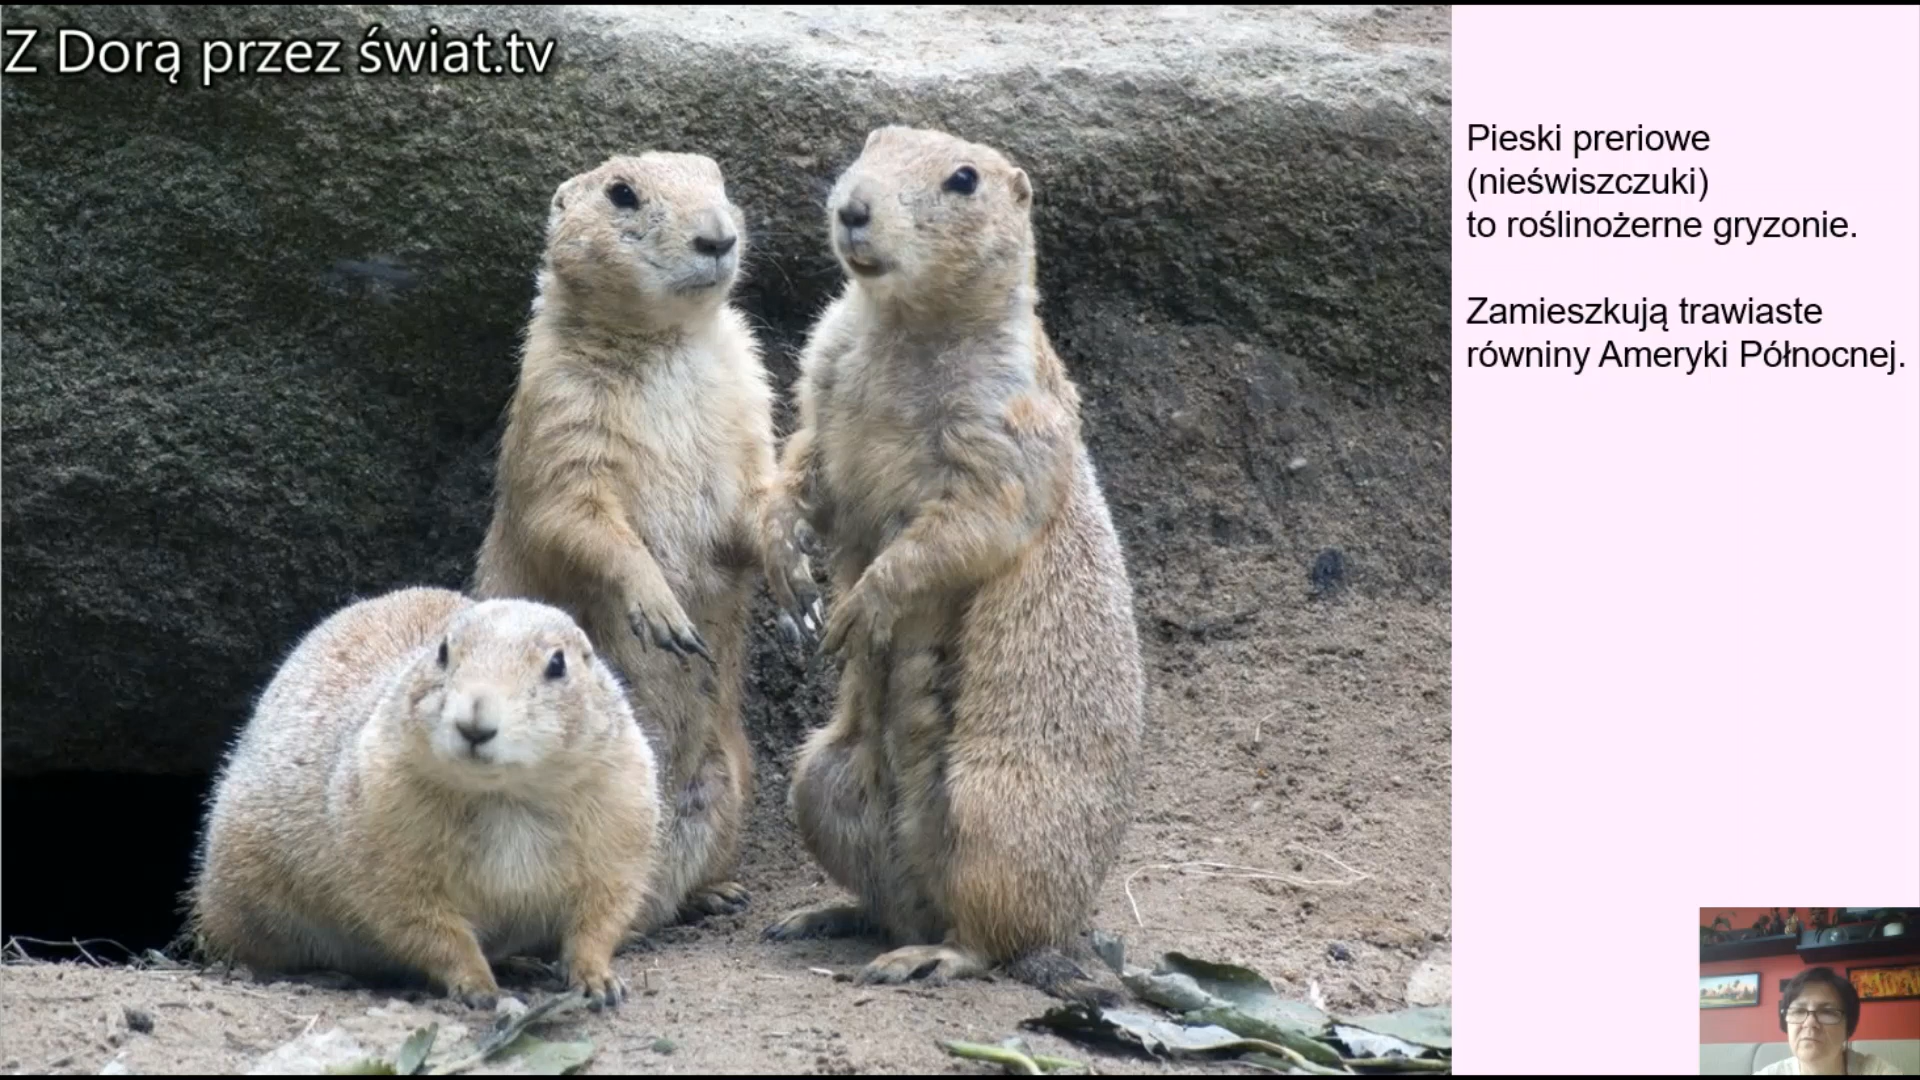 Z Dorą przez świat.tv
Pieski preriowe
(nieświszczuki)
to roślinożerne gryzonie.
Zamieszkują trawiaste
równiny Ameryki Północnej.